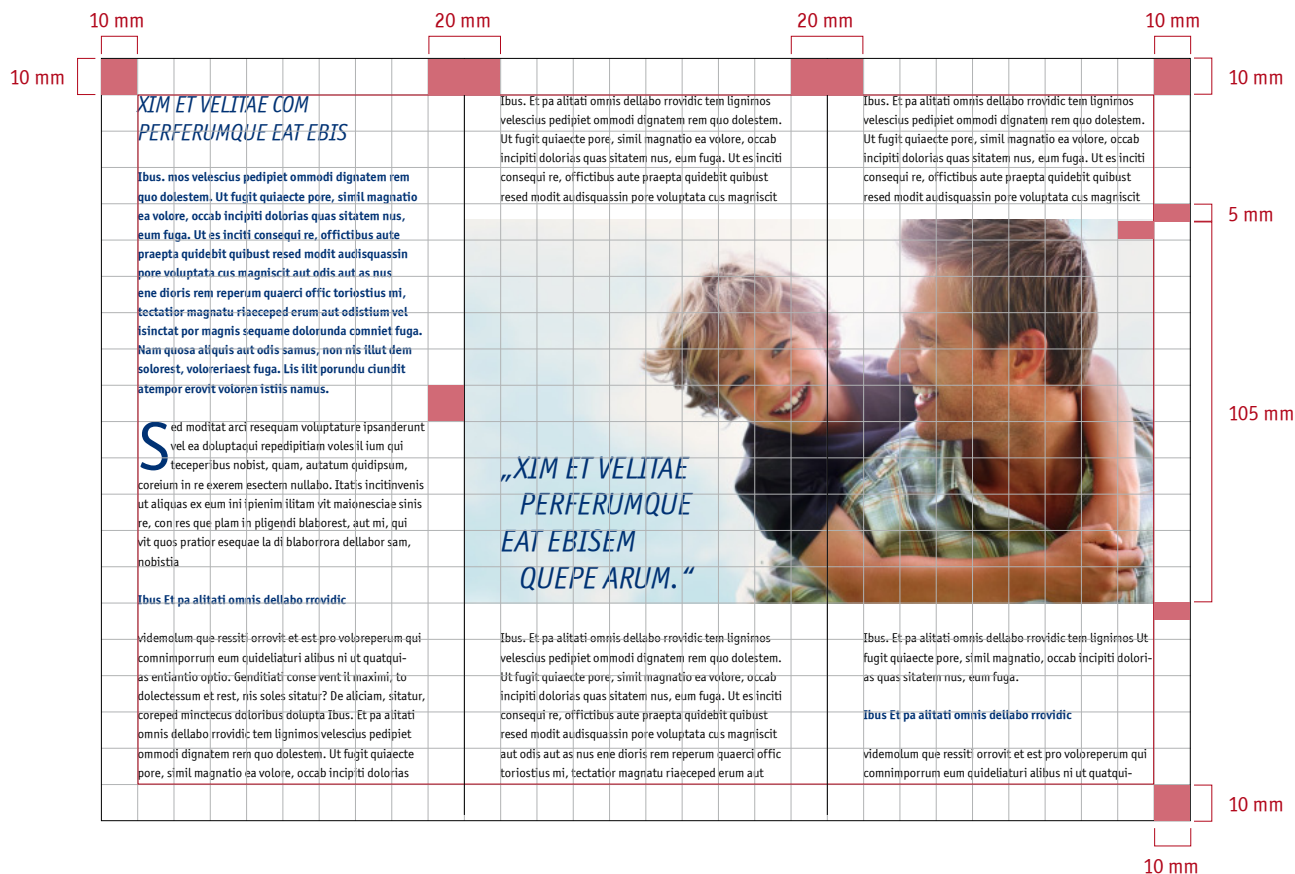 10 mm
20 mm
20 mm
10 mm
10 mm
10 mm
XIM ET VELITAE COM
PERFERUMQUE EAT EBIS
Ibus. mos velescius pedipiet ommodi dignatem rem
quo dolestem. Ut fugit quiaecte pore, simil magnatio
ea volore, occab incipiti dolorias quas sitatem nus,
eum fuga. Ut es inciti consequi re, offictibus aute
praepta quidebit quibust resed modit audisquassin
pore voluptata cus magniscit aut odis aut as nus
ene dioris rem reperum quaerci offic toriostius mi,
tectatior magnatu riaeceped erum aut odistium vel
isinctat por magnis sequame dolorunda comniet fuga.
Nam quosa aliquis aut odis samus, non nis illut dem
solorest, voloreriaest fuga. Lis ilit porundu ciundit
atempor erovit voloren istiis namus.
Sed moditat arci resequam voluptature ipsanderunt
vel ea doluptaqui repedipitiam voles il ium qui
teceperibus nobist, quam, autatum quidipsum,
coreium in re exerem esectem nullabo. Itatis incitinvenis
ut aliquas ex eum ini ipienim ilitam vit maionesciae sinis
re, con res que plam in pligendi blaborest, aut mi, qui
vit quos pratior esequae la di blaborrora dellabor sam,
nobistia
Ibus Et pa alitati omnis dellabo rrovidic
videmolum que ressiti orrovit et est pro voloreperum qui
comnimporrum eum quideliaturi alibus ni ut quatqui-
as entiantio optio. Genditiati conse vent il maximi, to
dolectessum et rest, nis soles sitatur? De aliciam, sitatur,
coreped minctecus doloribus dolupta Ibus. Et pa alitati
omnis dellabo rrovidic tem lignimos velescius pedipiet
ommodi dignatem rem quo dolestem. Ut fugit quiaecte
pore, simil magnatio ea volore, occab incipiti dolorias
Ibus. Et pa alitati omnis dellabo rrovidic tem lignimos
velescius pedipiet ommodi dignatem rem quo dolestem.
Ut fugit quiaecte pore, simil magnatio ea volore, occab
incipiti dolorias quas sitatem nus, eum fuga. Ut es inciti
consequi re, offictibus aute praepta quidebit quibust
resed modit audisquassin pore voluptata cus magniscit
„XIM ET VELITAE
PERFERUMQUE
EAT EBISEM
QUEPE ARUM.“
Ibus. Et pa alitati omnis dellabo rrovidic tem lignimos
velescius pedipiet ommodi dignatem rem quo dolestem.
Ut fugit quiaecte pore, simil magnatio ea volore, occab
incipiti dolorias quas sitatem nus, eum fuga. Ut es inciti
consequi re, offictibus aute praepta quidebit quibust
resed modit audisquassin pore voluptata cus magniscit
aut odis aut as nus ene dioris rem reperum quaerci offic
toriostius mi, tectatior magnatu riaeceped erum aut
Ibus. Et pa alitati omnis dellabo rrovidic tem lignimos
velescius pedipiet ommodi dignatem rem quo dolestem.
Ut fugit quiaecte pore, simil magnatio ea volore, occab
incipiti dolorias quas sitatem nus, eum fuga. Ut es inciti
consequi re, offictibus aute praepta quidebit quibust
resed modit audisquassin pore voluptata cus magniscit
Ibus. Et pa alitati omnis dellabo rrovidic tem lignimos Ut
fugit quiaecte pore, simil magnatio, occab incipiti dolori-
as quas sitatem nus, eum fuga.
Ibus Et pa alitati omnis dellabo rrovidic
videmolum que ressiti orrovit et est pro voloreperum qui
comnimporrum eum quideliaturi alibus ni ut quatqui-
5 mm
105 mm
10 mm
10 mm